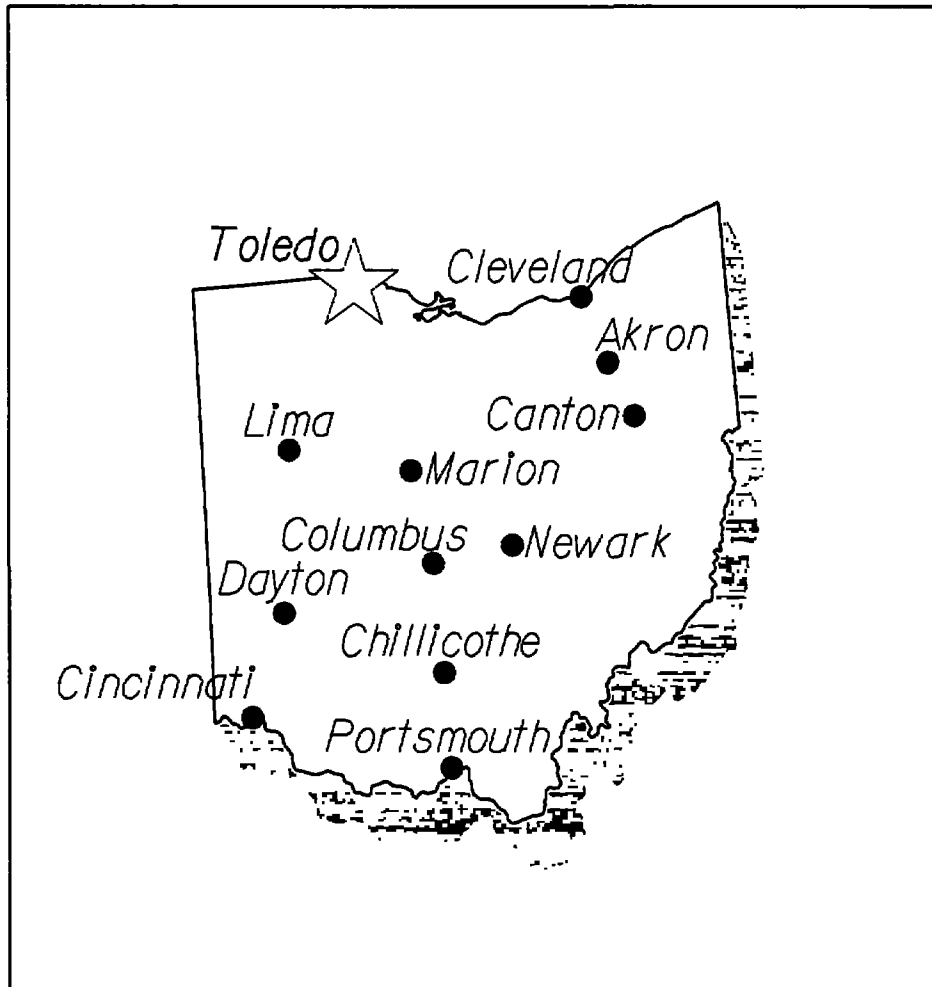 Toledo
Cleveland
Akron
Canton
Lima
Marion
Columbus
Newark
Dayton
Chillicothe
Cincinnati
Portsmouth